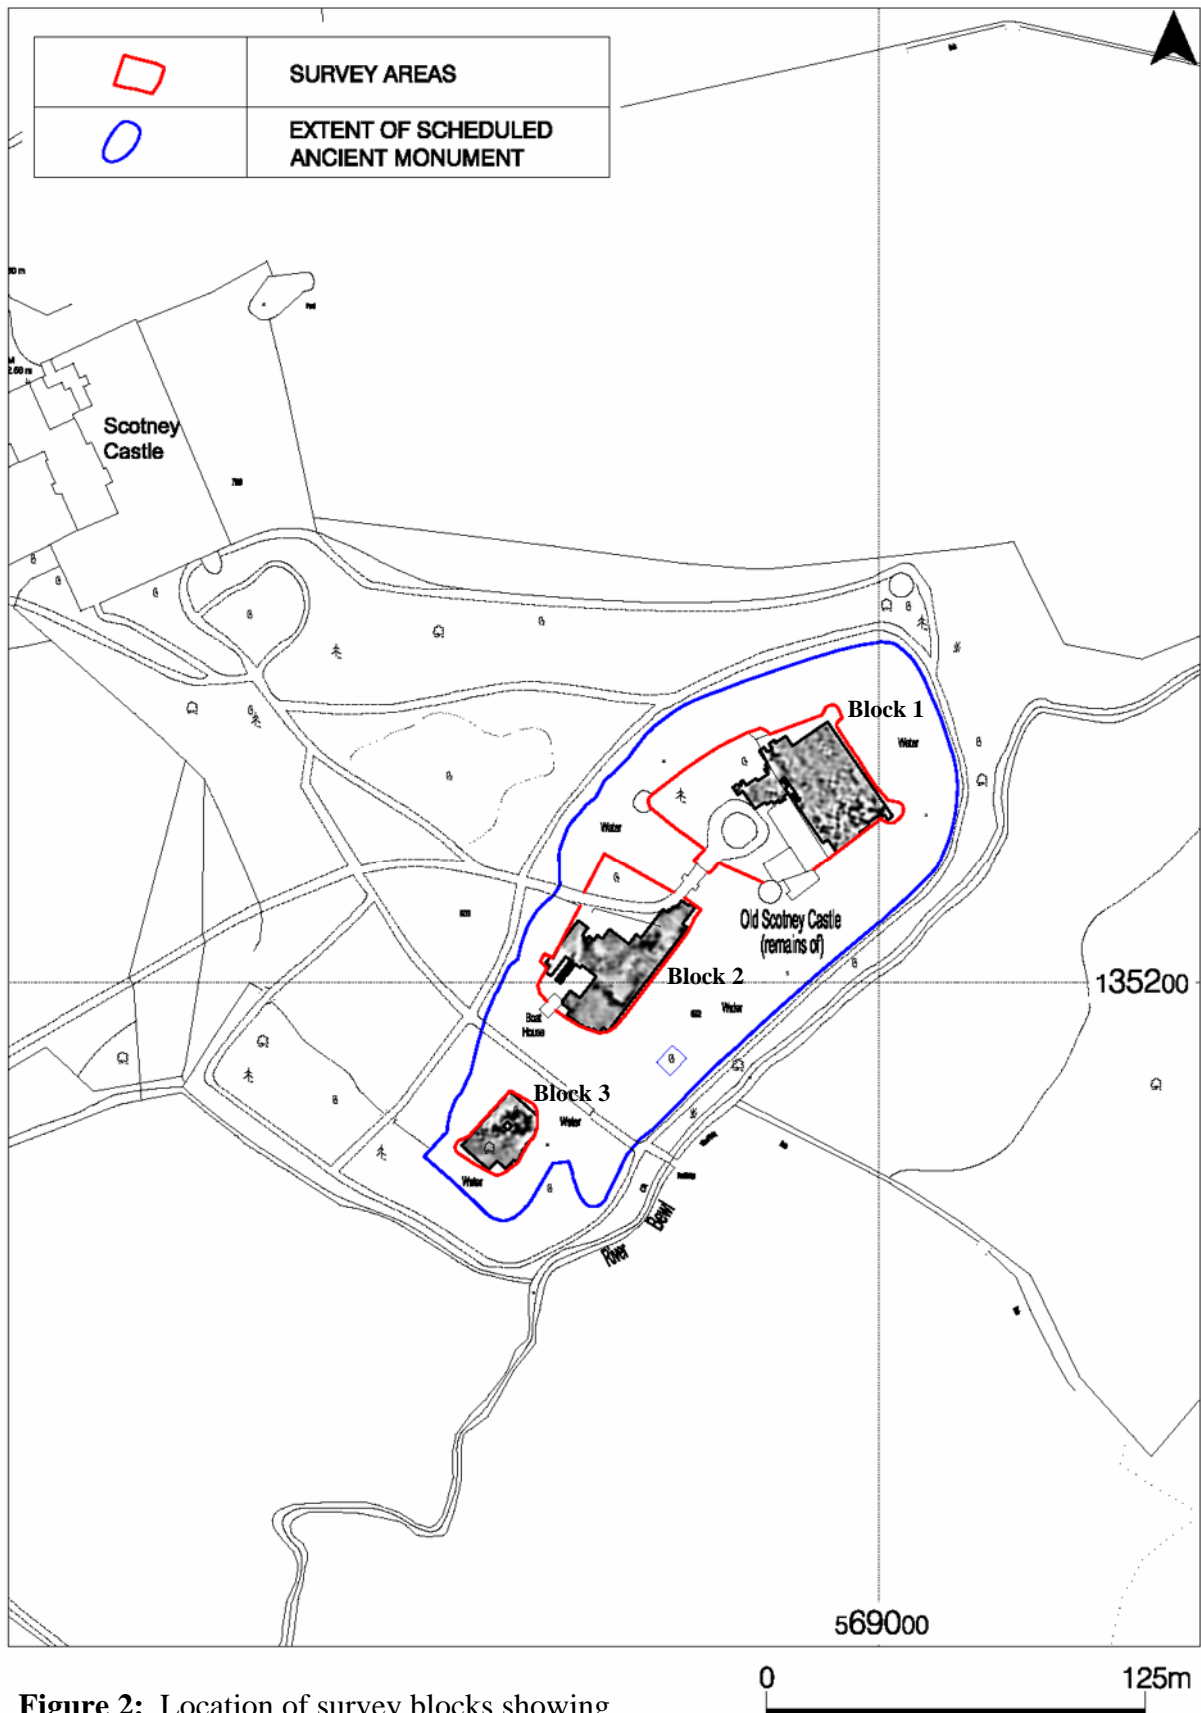 SURVEY AREAS
EXTENT OF SCHEDULED
ANCIENT MONUMENT
Scotney
Castle
Block 1
Water
Water
Old Scotney Castle
(remains of)
Block 2
135200
Water
Boat
House
Block 3
Water
Water
River Bewl
569000
0 125m
Figure 2: Location of survey blocks showing